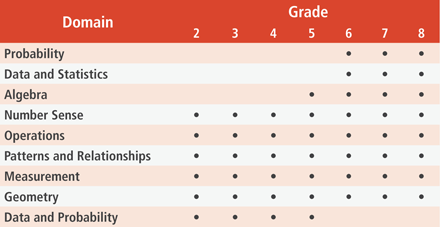 Domain Grade
2 3 4 5 6 7 8
Probability • • •
Data and Statistics • • •
Algebra • • • •
Number Sense • • • • • • •
Operations • • • • • • •
Patterns and Relationships • • • • • • •
Measurement • • • • • • •
Geometry • • • • • • •
Data and Probability • • • •